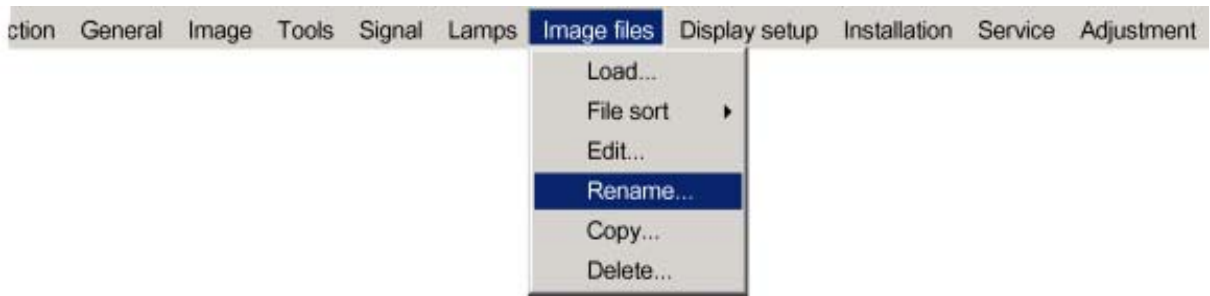 ction General Image Tools Signal Lamps Image files Display setup Installation Service Adjustment
Load...
File sort
Edit...
Rename...
Copy...
Delete...